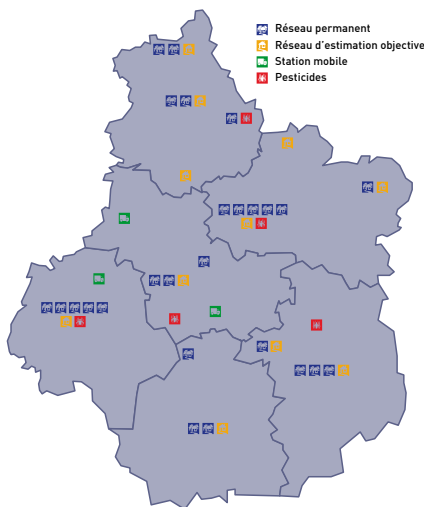 Réseau permanent
Réseau d'estimation objective
Station mobile
Pesticides